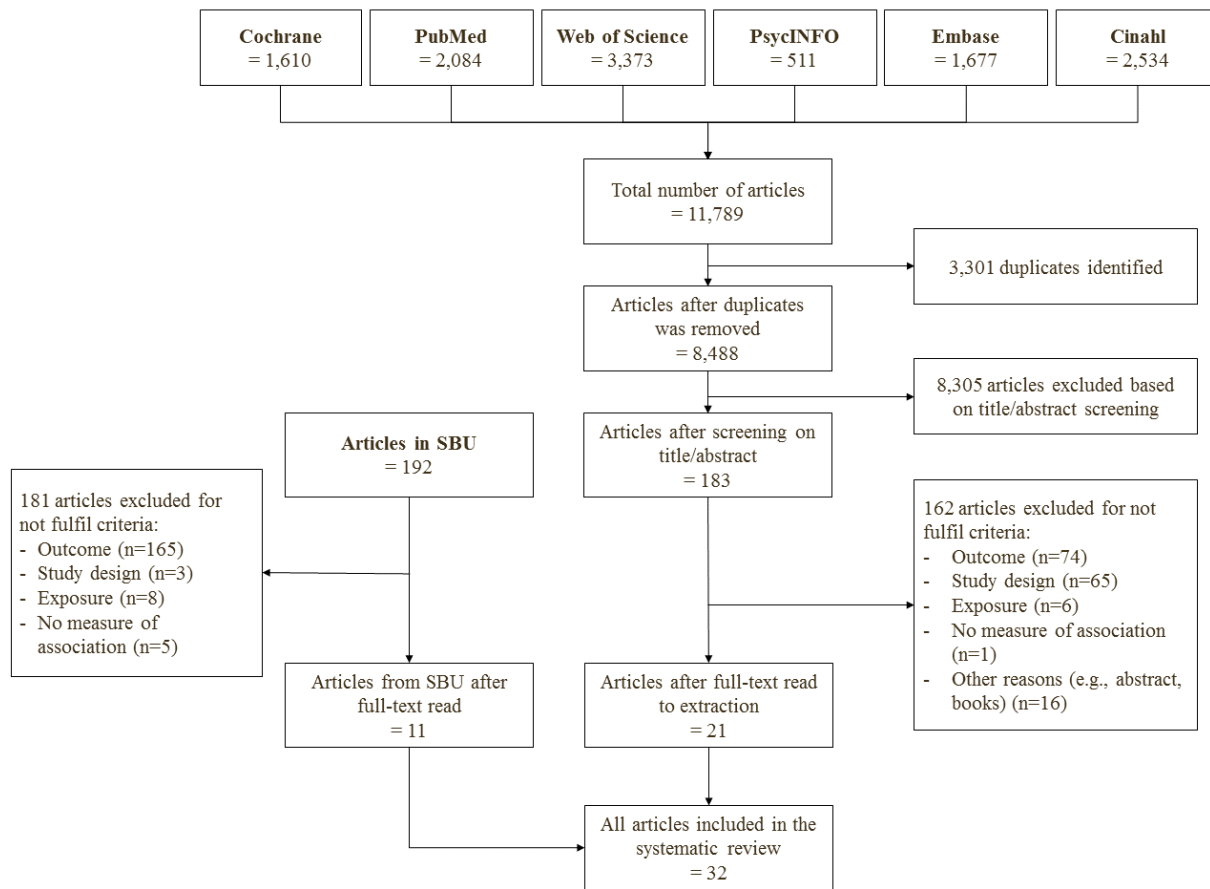 Cochrane
= 1,610
PubMed
= 2,084
Web of Science
= 3,373
PsycINFO
= 511
Embase
= 1,677
Cinahl
= 2,534
Total number of articles
= 11,789
3,301 duplicates identified
Articles after duplicates
was removed
= 8,488
8,305 articles excluded based
on title/abstract screening
Articles in SBU
= 192
Articles after screening on
title/abstract
= 183
181 articles excluded for
not fulfil criteria:
- Outcome (n=165)
- Study design (n=3)
- Exposure (n=8)
- No measure of
association (n=5)
162 articles excluded for not
fulfil criteria:
- Outcome (n=74)
- Study design (n=65)
- Exposure (n=6)
- No measure of association
(n=1)
- Other reasons (e.g., abstract,
books) (n=16)
Articles from SBU after
full-text read
= 11
Articles after full-text read
to extraction
= 21
All articles included in the
systematic review
= 32